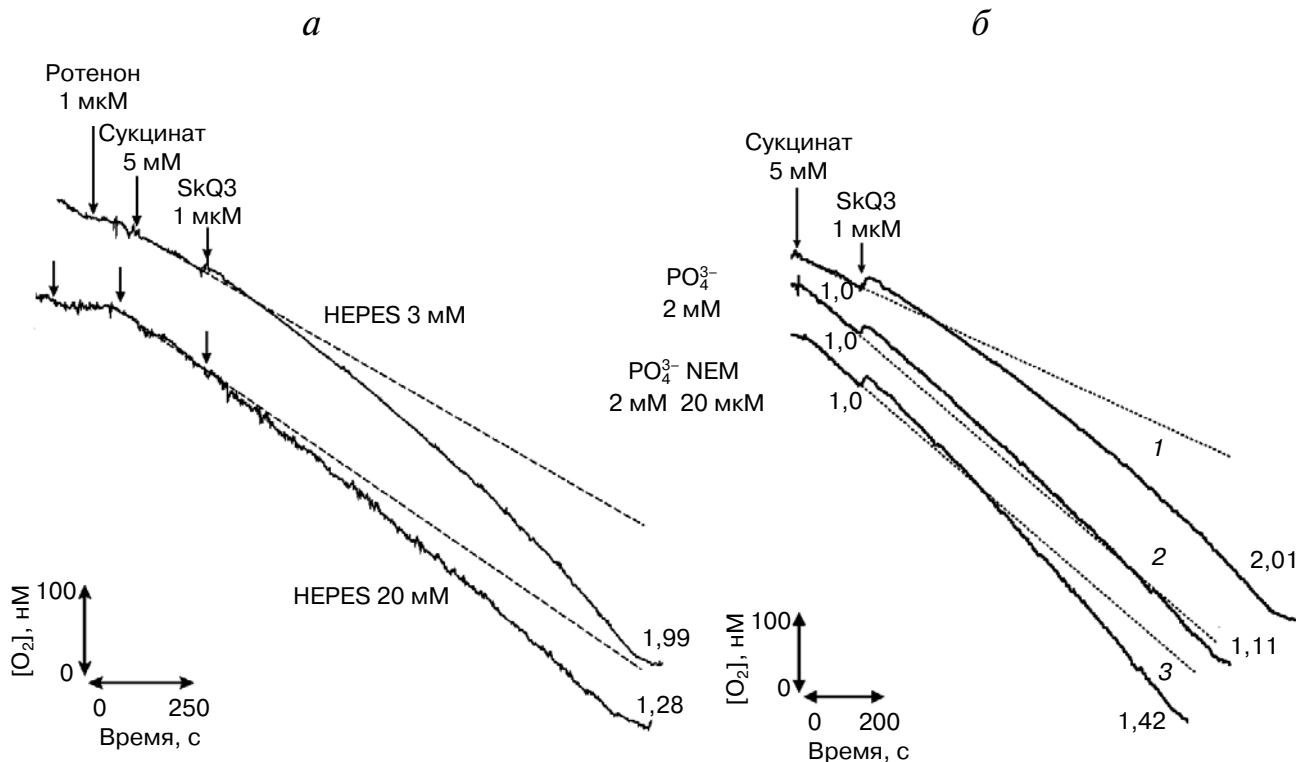 а
Ротенон
1 мкМ
Сукцинат
5 мМ
SkQ3
1 мкМ
HEPES 3 мМ
HEPES 20 мМ
1,99
1,28
[O₂], нМ
100
0
0 250
Время, с
б
Сукцинат
5 мМ
SkQ3
1 мкМ
PO₄³⁻
2 мМ
PO₄³⁻ NEM
2 мМ 20 мкМ
1,0
1,0
1,0
1
2
3
2,01
1,11
1,42
[O₂], нМ
100
0
0 200
Время, с